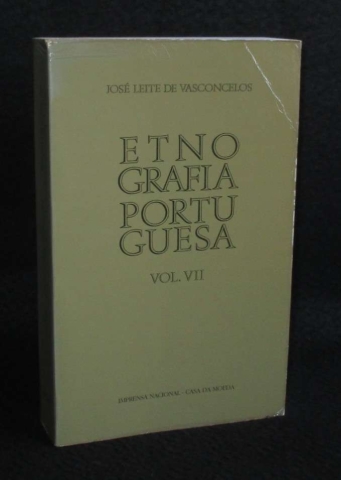 JOSÉ LEITE DE VASCONCELOS
ETNO
GRAFIA
PORTU
GUESA
VOL. VII
IMPRENSA NACIONAL - CASA DA MOEDA